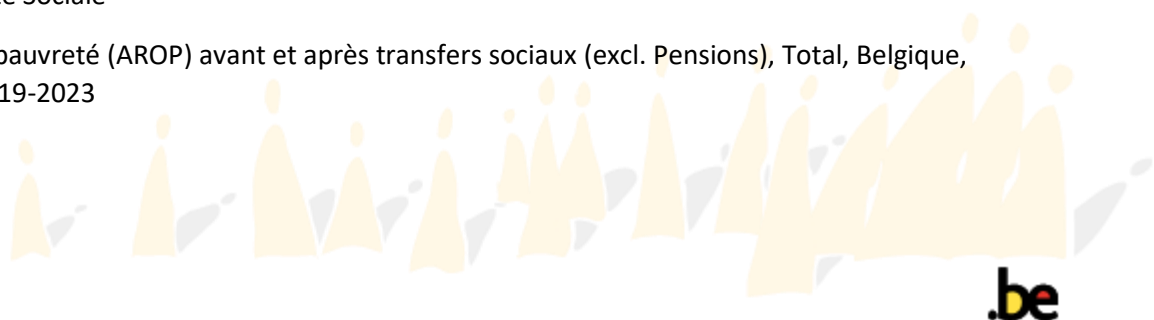 Sociale
pauvreté (AROP) avant et après transfers sociaux (excl. Pensions), Total, Belgique,
19-2023
.be